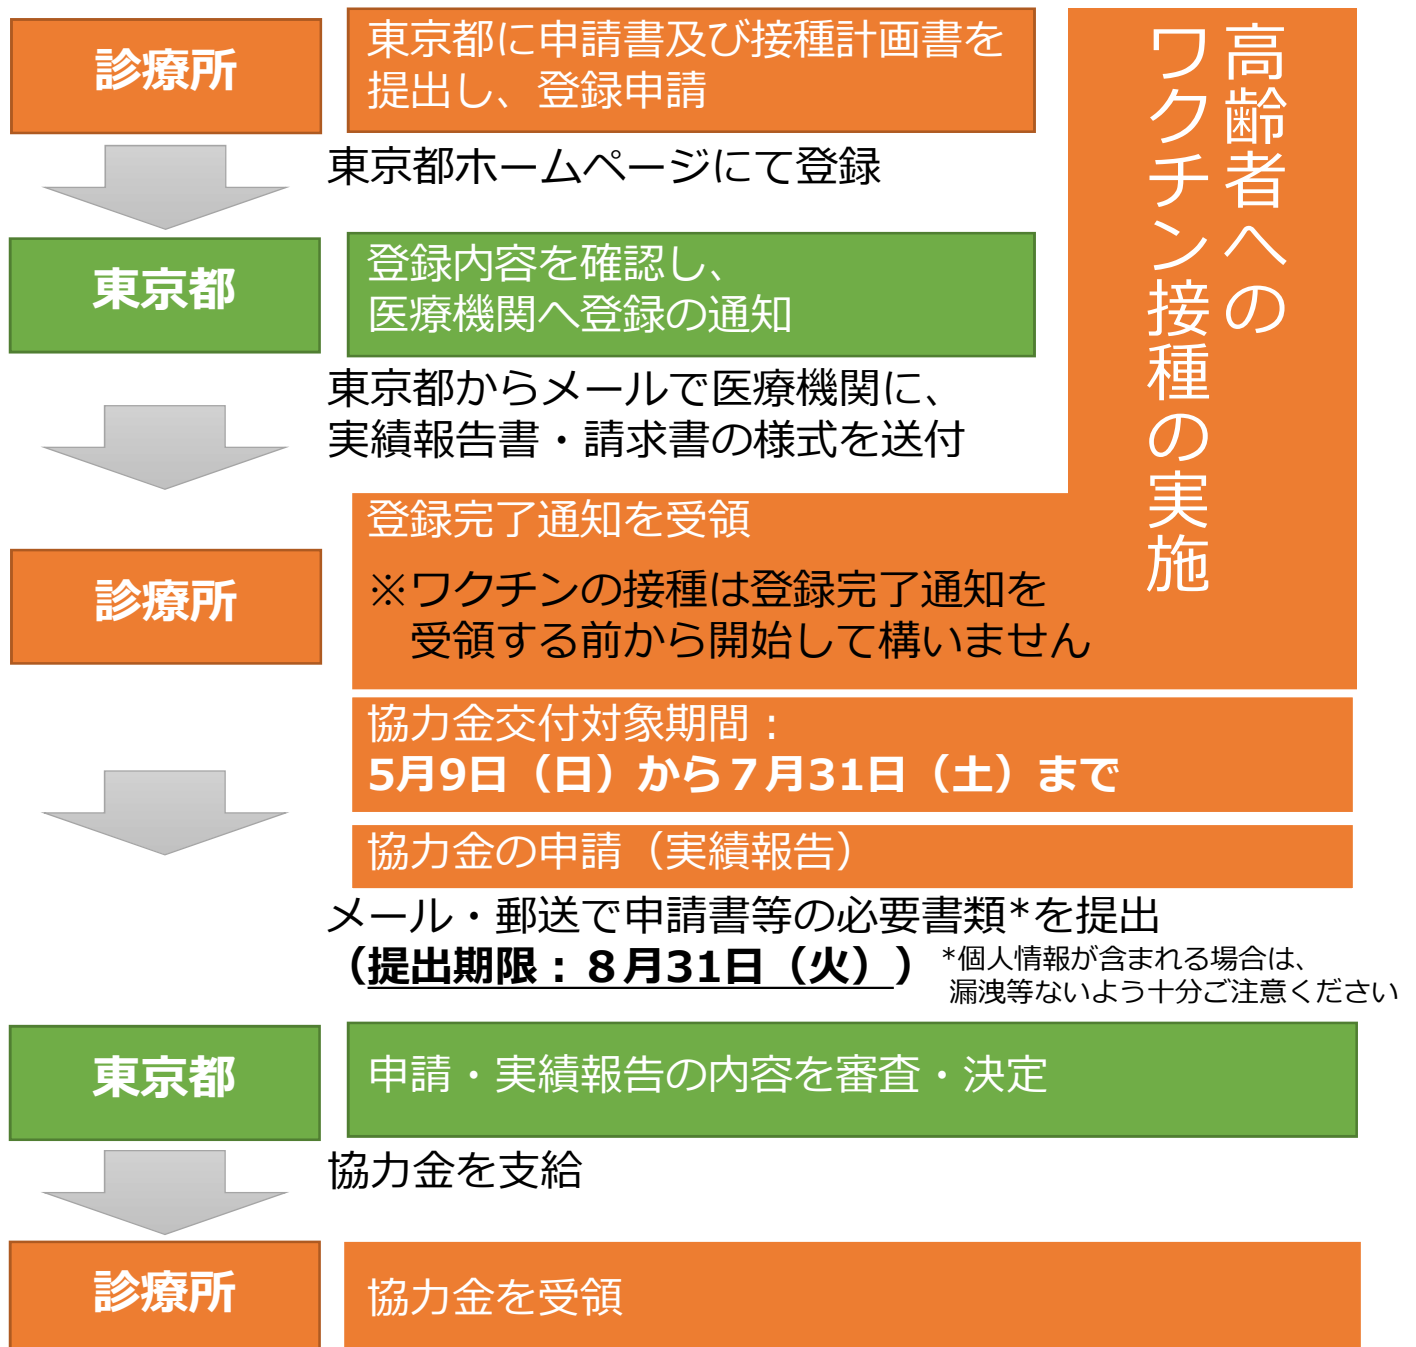 診療所
東京都に申請書及び接種計画書を
提出し、登録申請
高齢者への
ワクチン接種の実施
東京都ホームページにて登録
東京都
登録内容を確認し、
医療機関へ登録の通知
東京都からメールで医療機関に、
実績報告書・請求書の様式を送付
診療所
登録完了通知を受領
※ワクチンの接種は登録完了通知を
受領する前から開始して構いません
協力金交付対象期間：
5月9日（日）から７月31日（土）まで
協力金の申請（実績報告）
メール・郵送で申請書等の必要書類*を提出
（提出期限：８月31日（火））
*個人情報が含まれる場合は、
漏洩等ないよう十分ご注意ください
東京都
申請・実績報告の内容を審査・決定
協力金を支給
診療所
協力金を受領